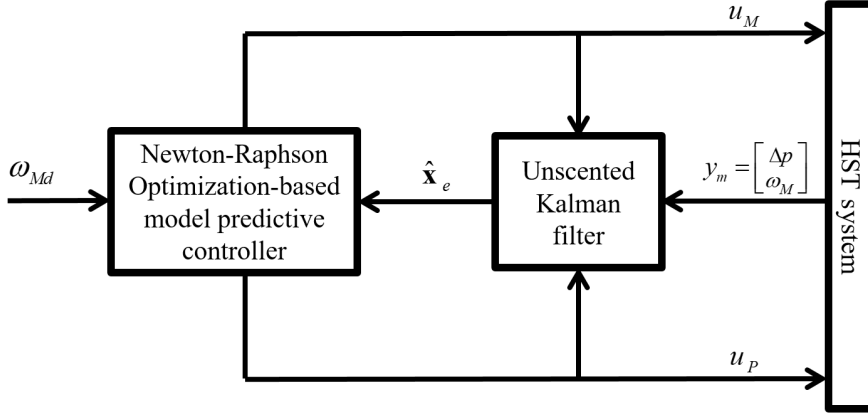 u_M
ω_Md
Newton-Raphson
Optimization-based
model predictive
controller
x̂_e
Unscented
Kalman
filter
y_m = [Δp
ω_M]
HST system
u_P